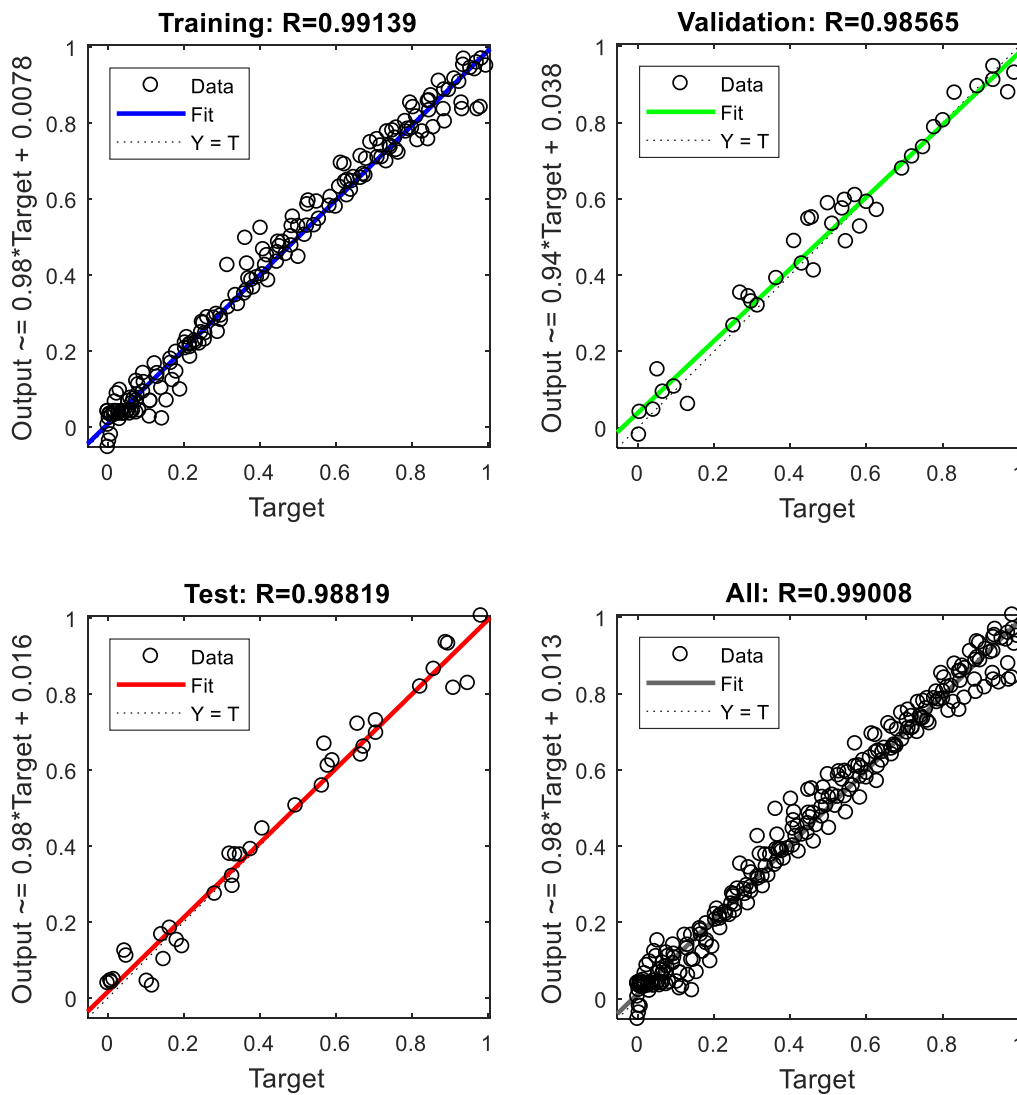 Training: R=0.99139
Output ~= 0.98*Target + 0.0078
1
0.8
0.6
0.4
0.2
0
Data
Fit
Y = T
0 0.2 0.4 0.6 0.8 1
Target
Validation: R=0.98565
Output ~= 0.94*Target + 0.038
1
0.8
0.6
0.4
0.2
0
Data
Fit
Y = T
0 0.2 0.4 0.6 0.8 1
Target
Test: R=0.98819
Output ~= 0.98*Target + 0.016
1
0.8
0.6
0.4
0.2
0
Data
Fit
Y = T
0 0.2 0.4 0.6 0.8 1
Target
All: R=0.99008
Output ~= 0.98*Target + 0.013
1
0.8
0.6
0.4
0.2
0
Data
Fit
Y = T
0 0.2 0.4 0.6 0.8 1
Target